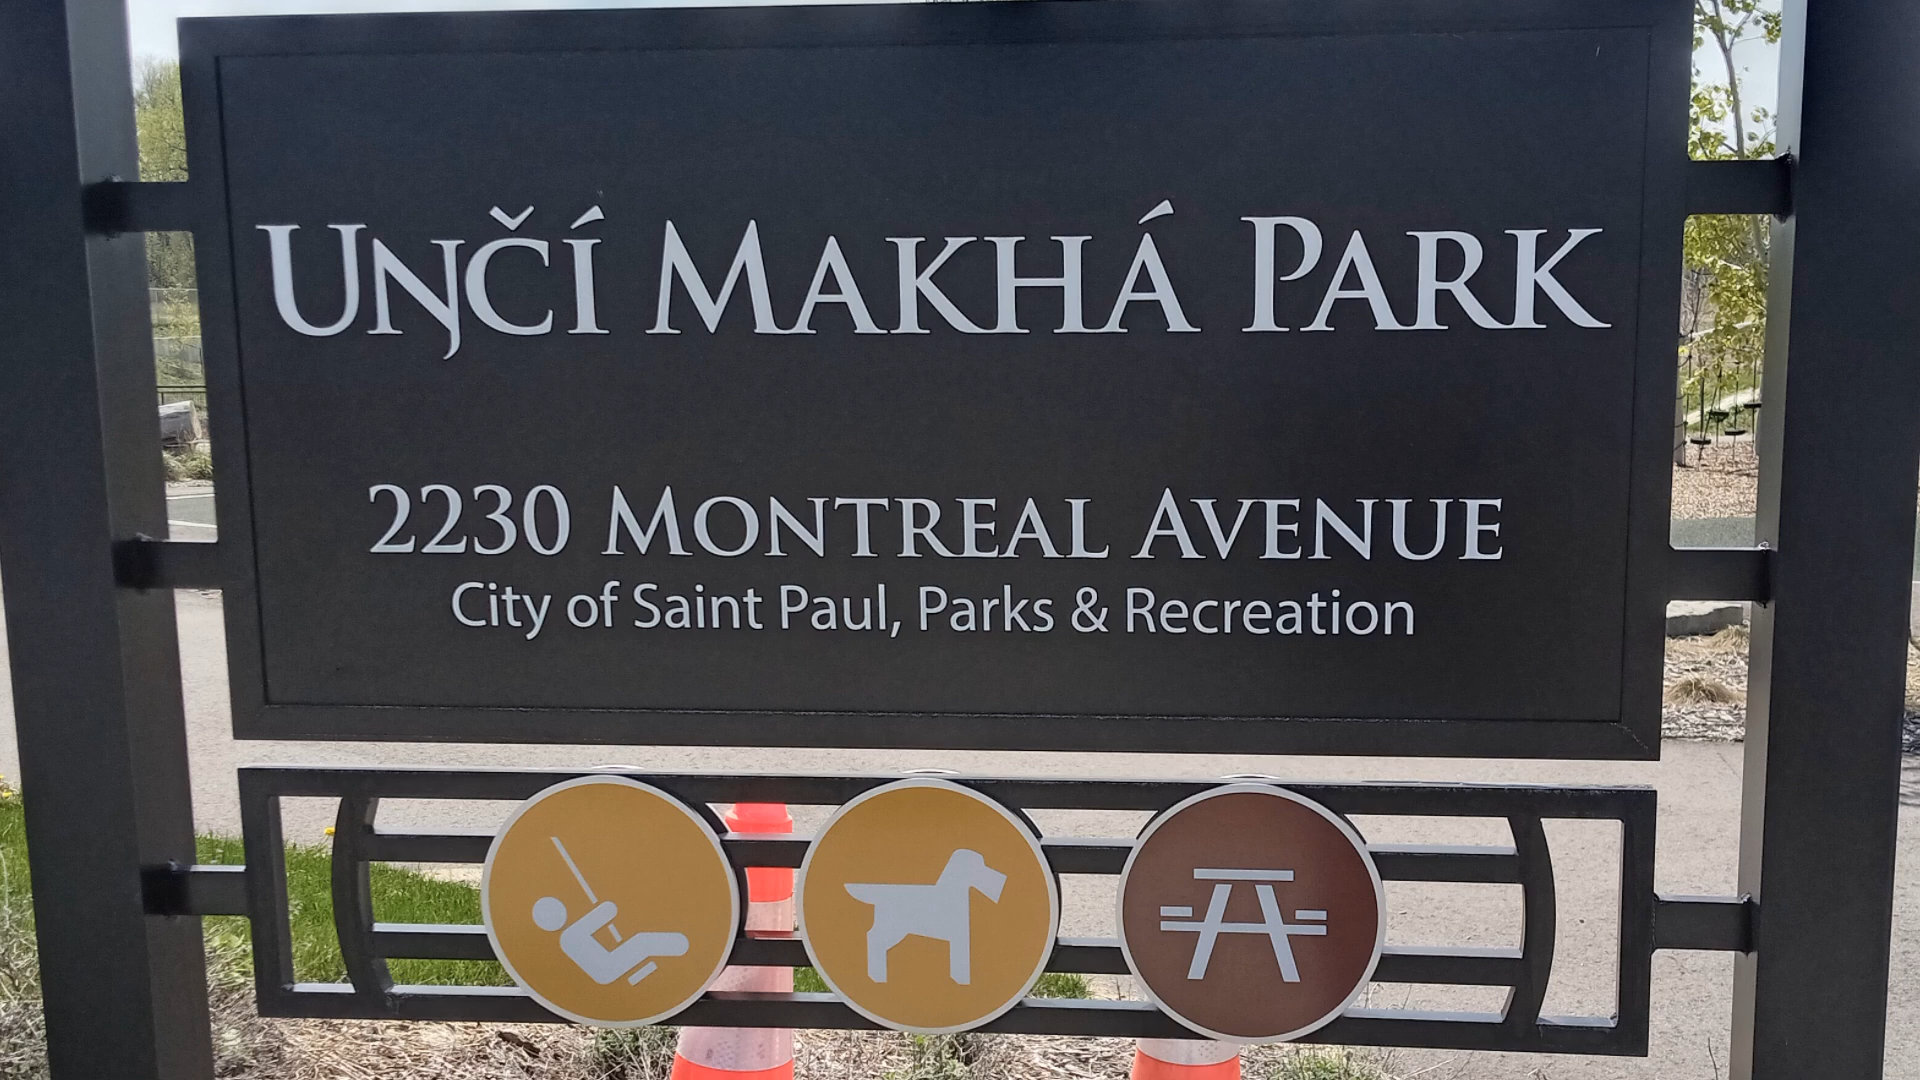 Uŋčí Makhá Park
2230 Montreal Avenue
City of Saint Paul, Parks & Recreation